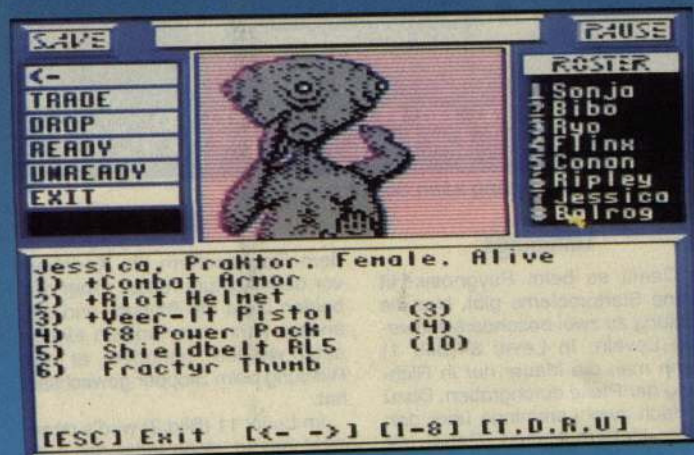 SAVE
PAUSE
<-
TRADE
DROP
READY
UNREADY
EXIT
ROSTER
1 Sonja
2 Bibo
3 Ryo
4 Flinx
5 Conan
6 Ripley
7 Jessica
8 Balrog
Jessica, Praktor, Female, Alive
1) +Combat Armor
2) +Riot Helmet
3) +Veer-It Pistol (3)
4) F8 Power Pack (4)
5) Shieldbelt RL5 (10)
6) Fractyr Thumb
[ESC] Exit [<- ->] [1-8] [T,D,R,U]